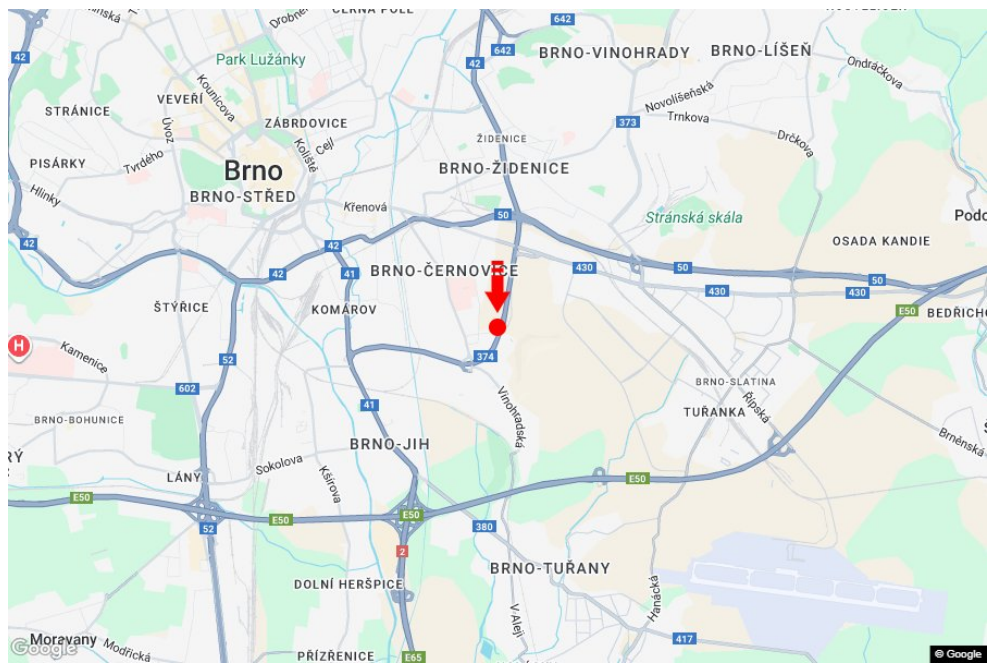 ČERNÁ POLE
642
Drobného
BRNO-VINOHRADY
BRNO-LÍŠEŇ
42
642
42
Park Lužánky
Ondráčkova
Kounicova
VEVEŘÍ
STRÁNICE
Novolíšeňská
373
Trnkova
Úvoz
ZÁBRDOVICE
Drčkova
Cejl
Koliště
ŽIDENICE
PISÁRKY
Tvrdého
BRNO-ŽIDENICE
Brno
BRNO-STŘED
Hlinky
Křenová
50
Stránská skála
42
42
OSADA KANDIE
42
41
BRNO-ČERNOVICE
430
50
430
430
ŠTÝŘICE
KOMÁROV
E50
BEDŘICHO
H
Kamenice
52
374
602
BRNO-SLATINA
Vinohradská
Řípská
TUŘANKA
41
BRNO-BOHUNICE
Brněnská
BRNO-JIH
Sokolova
Kšírova
LÁNY
E50
E50
E50
E50
52
380
2
BRNO-TUŘANY
DOLNÍ HERŠPICE
V Aleji
Hanácká
Moravany
Modřická
PŘÍZŘENICE
E65
417
Google
© Google